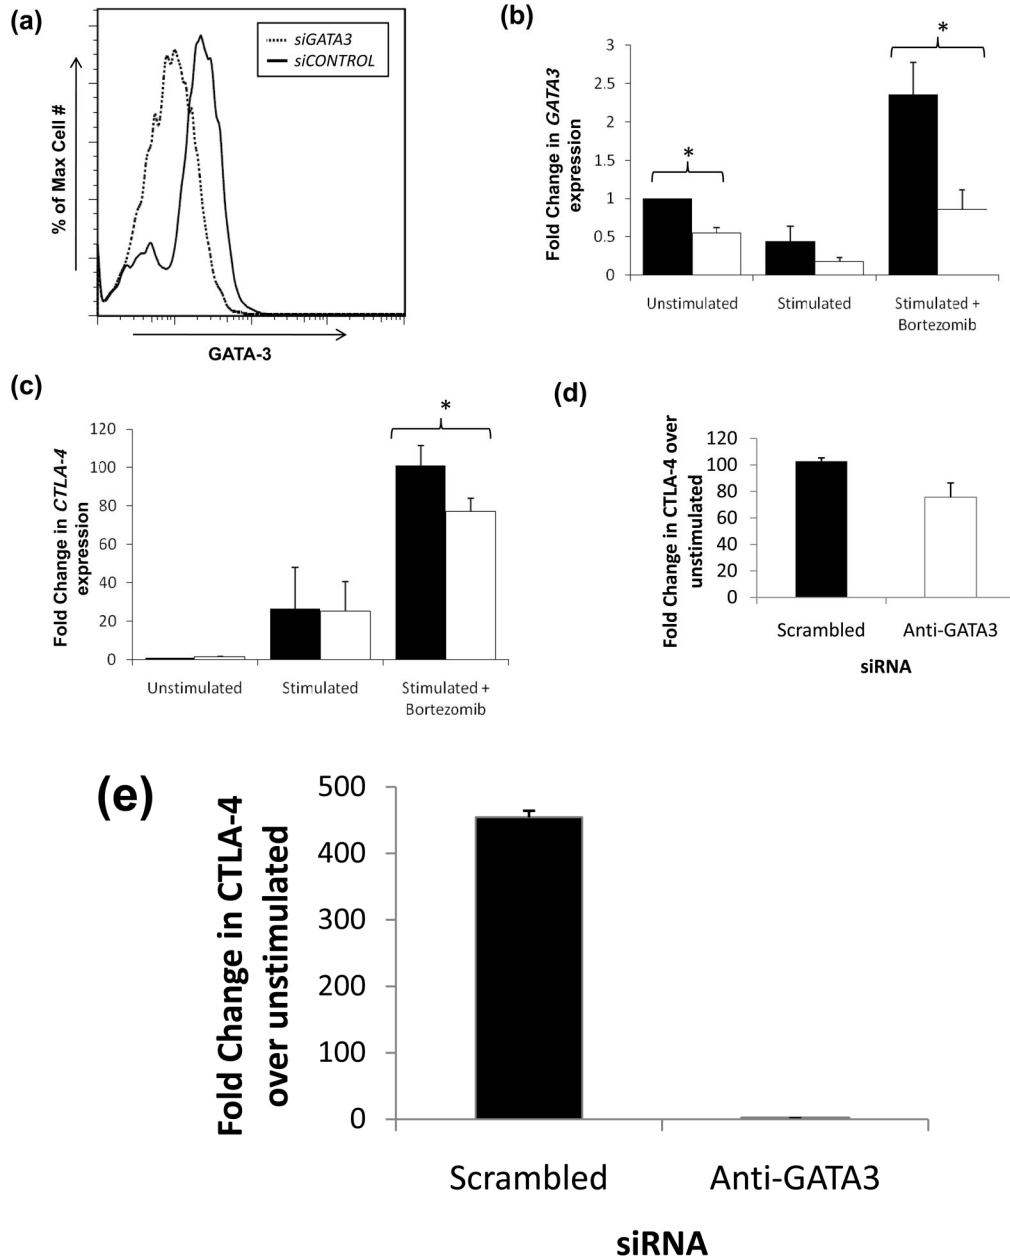 (a)
siGATA3
siCONTROL
% of Max Cell #
GATA-3
(b)
*
*
Fold Change in GATA3
expression
3
2.5
2
1.5
1
0.5
0
Unstimulated
Stimulated
Stimulated +
Bortezomib
(c)
*
Fold Change in CTLA-4
expression
120
100
80
60
40
20
0
Unstimulated
Stimulated
Stimulated +
Bortezomib
(d)
Fold Change in CTLA-4 over
unstimulated
120
100
80
60
40
20
0
Scrambled
Anti-GATA3
siRNA
(e)
Fold Change in CTLA-4
over unstimulated
500
400
300
200
100
0
Scrambled
Anti-GATA3
siRNA